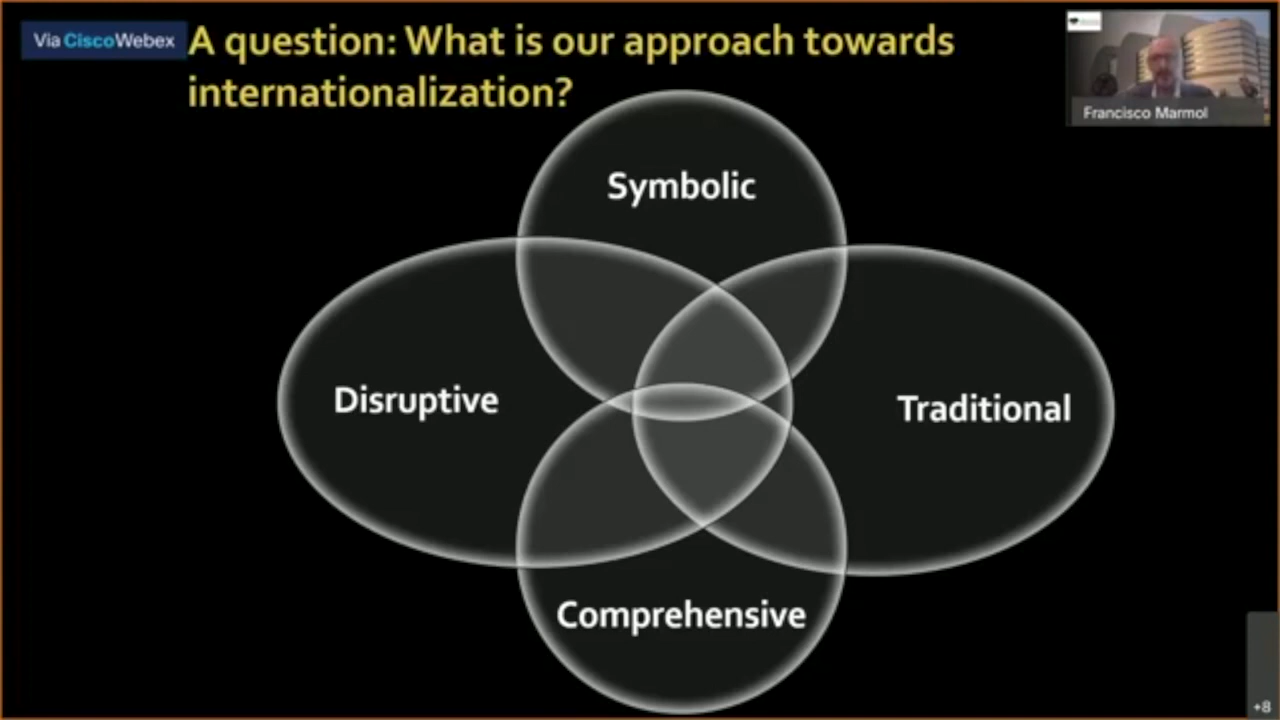 Via CiscoWebex
A question: What is our approach towards
internationalization?
Francisco Marmol
Symbolic
Disruptive
Traditional
Comprehensive
+8